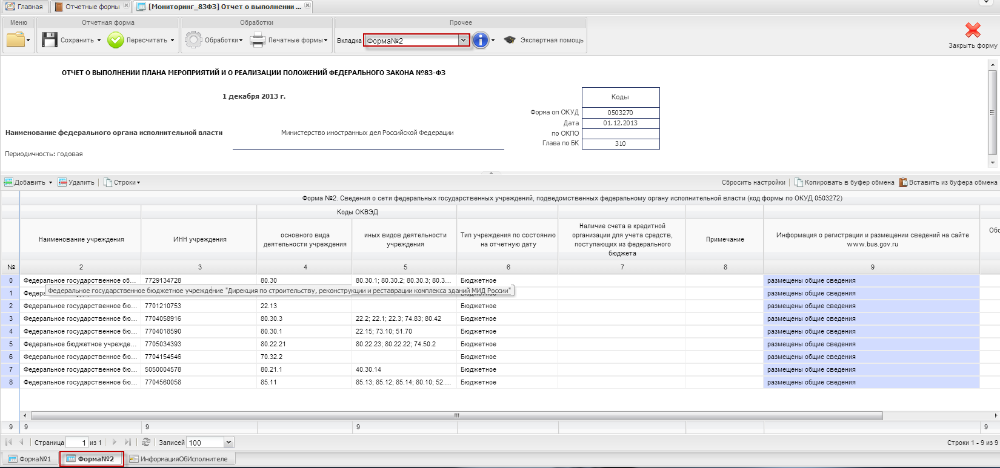 Главная
Отчетные формы
[Мониторинг_83ФЗ] Отчет о выполнении ...
Меню
Отчетная форма
Обработки
Прочее
Сохранить
Пересчитать
Обработки
Печатные формы
Вкладка
Форма№2
Экспертная помощь
Закрыть форму
ОТЧЕТ О ВЫПОЛНЕНИИ ПЛАНА МЕРОПРИЯТИЙ И О РЕАЛИЗАЦИИ ПОЛОЖЕНИЙ ФЕДЕРАЛЬНОГО ЗАКОНА №83-ФЗ
1 декабря 2013 г.
Коды
Форма оп ОКУД 0503270
Дата 01.12.2013
Наименование федерального органа исполнительной власти Министерство иностранных дел Российской Федерации
по ОКПО
Глава по БК 310
Периодичность: годовая
Добавить Удалить Строки Сбросить настройки Копировать в буфер обмена Вставить из буфера обмена
Форма №2. Сведения о сети федеральных государственных учреждений, подведомственных федеральному органу исполнительной власти (код формы по ОКУД 0503272)
Коды ОКВЭД
Наименование учреждения
ИНН учреждения
основного вида
деятельности учреждения
иных видов деятельности
учреждения
Тип учреждения по состоянию
на отчетную дату
Наличие счета в кредитной
организации для учета средств,
поступающих из федерального
бюджета
Примечание
Информация о регистрации и размещении сведений на сайте
www.bus.gov.ru
Обс
№ 2 3 4 5 6 7 8 9
0 Федеральное государственное об... 7729134728 80.30 80.30.1; 80.30.2; 80.30.3; 80.3... Бюджетное размещены общие сведения
1 размещены общие сведения
Федеральное государственное бюджетное учреждение "Дирекция по строительству, реконструкции и реставрации комплекса зданий МИД России"
2 Федеральное государственное бю... 7701210753 22.13 Бюджетное размещены общие сведения
3 Федеральное государственное бю... 7704058916 80.30.3 22.2; 22.1; 22.3; 74.83; 80.42 Бюджетное размещены общие сведения
4 Федеральное государственное бю... 7704018590 80.30.1 22.15; 73.10; 51.70 Бюджетное размещены общие сведения
5 Федеральное бюджетное учрежде... 7705034393 80.22.21 80.22.23; 80.22.22; 74.50.2 Бюджетное размещены общие сведения
6 Федеральное государственное бю... 7704154546 70.32.2 Бюджетное размещены общие сведения
7 Федеральное государственное бю... 5050004578 80.21.1 40.30.14 Бюджетное размещены общие сведения
8 Федеральное государственное бю... 7704560058 85.11 85.13; 85.12; 85.14; 80.10; 52.... Бюджетное размещены общие сведения
9 9 9 9 9
Страница 1 из 1 Записей 100 Строки 1 - 9 из 9
Форма№1 Форма№2 ИнформацияОбИсполнителе